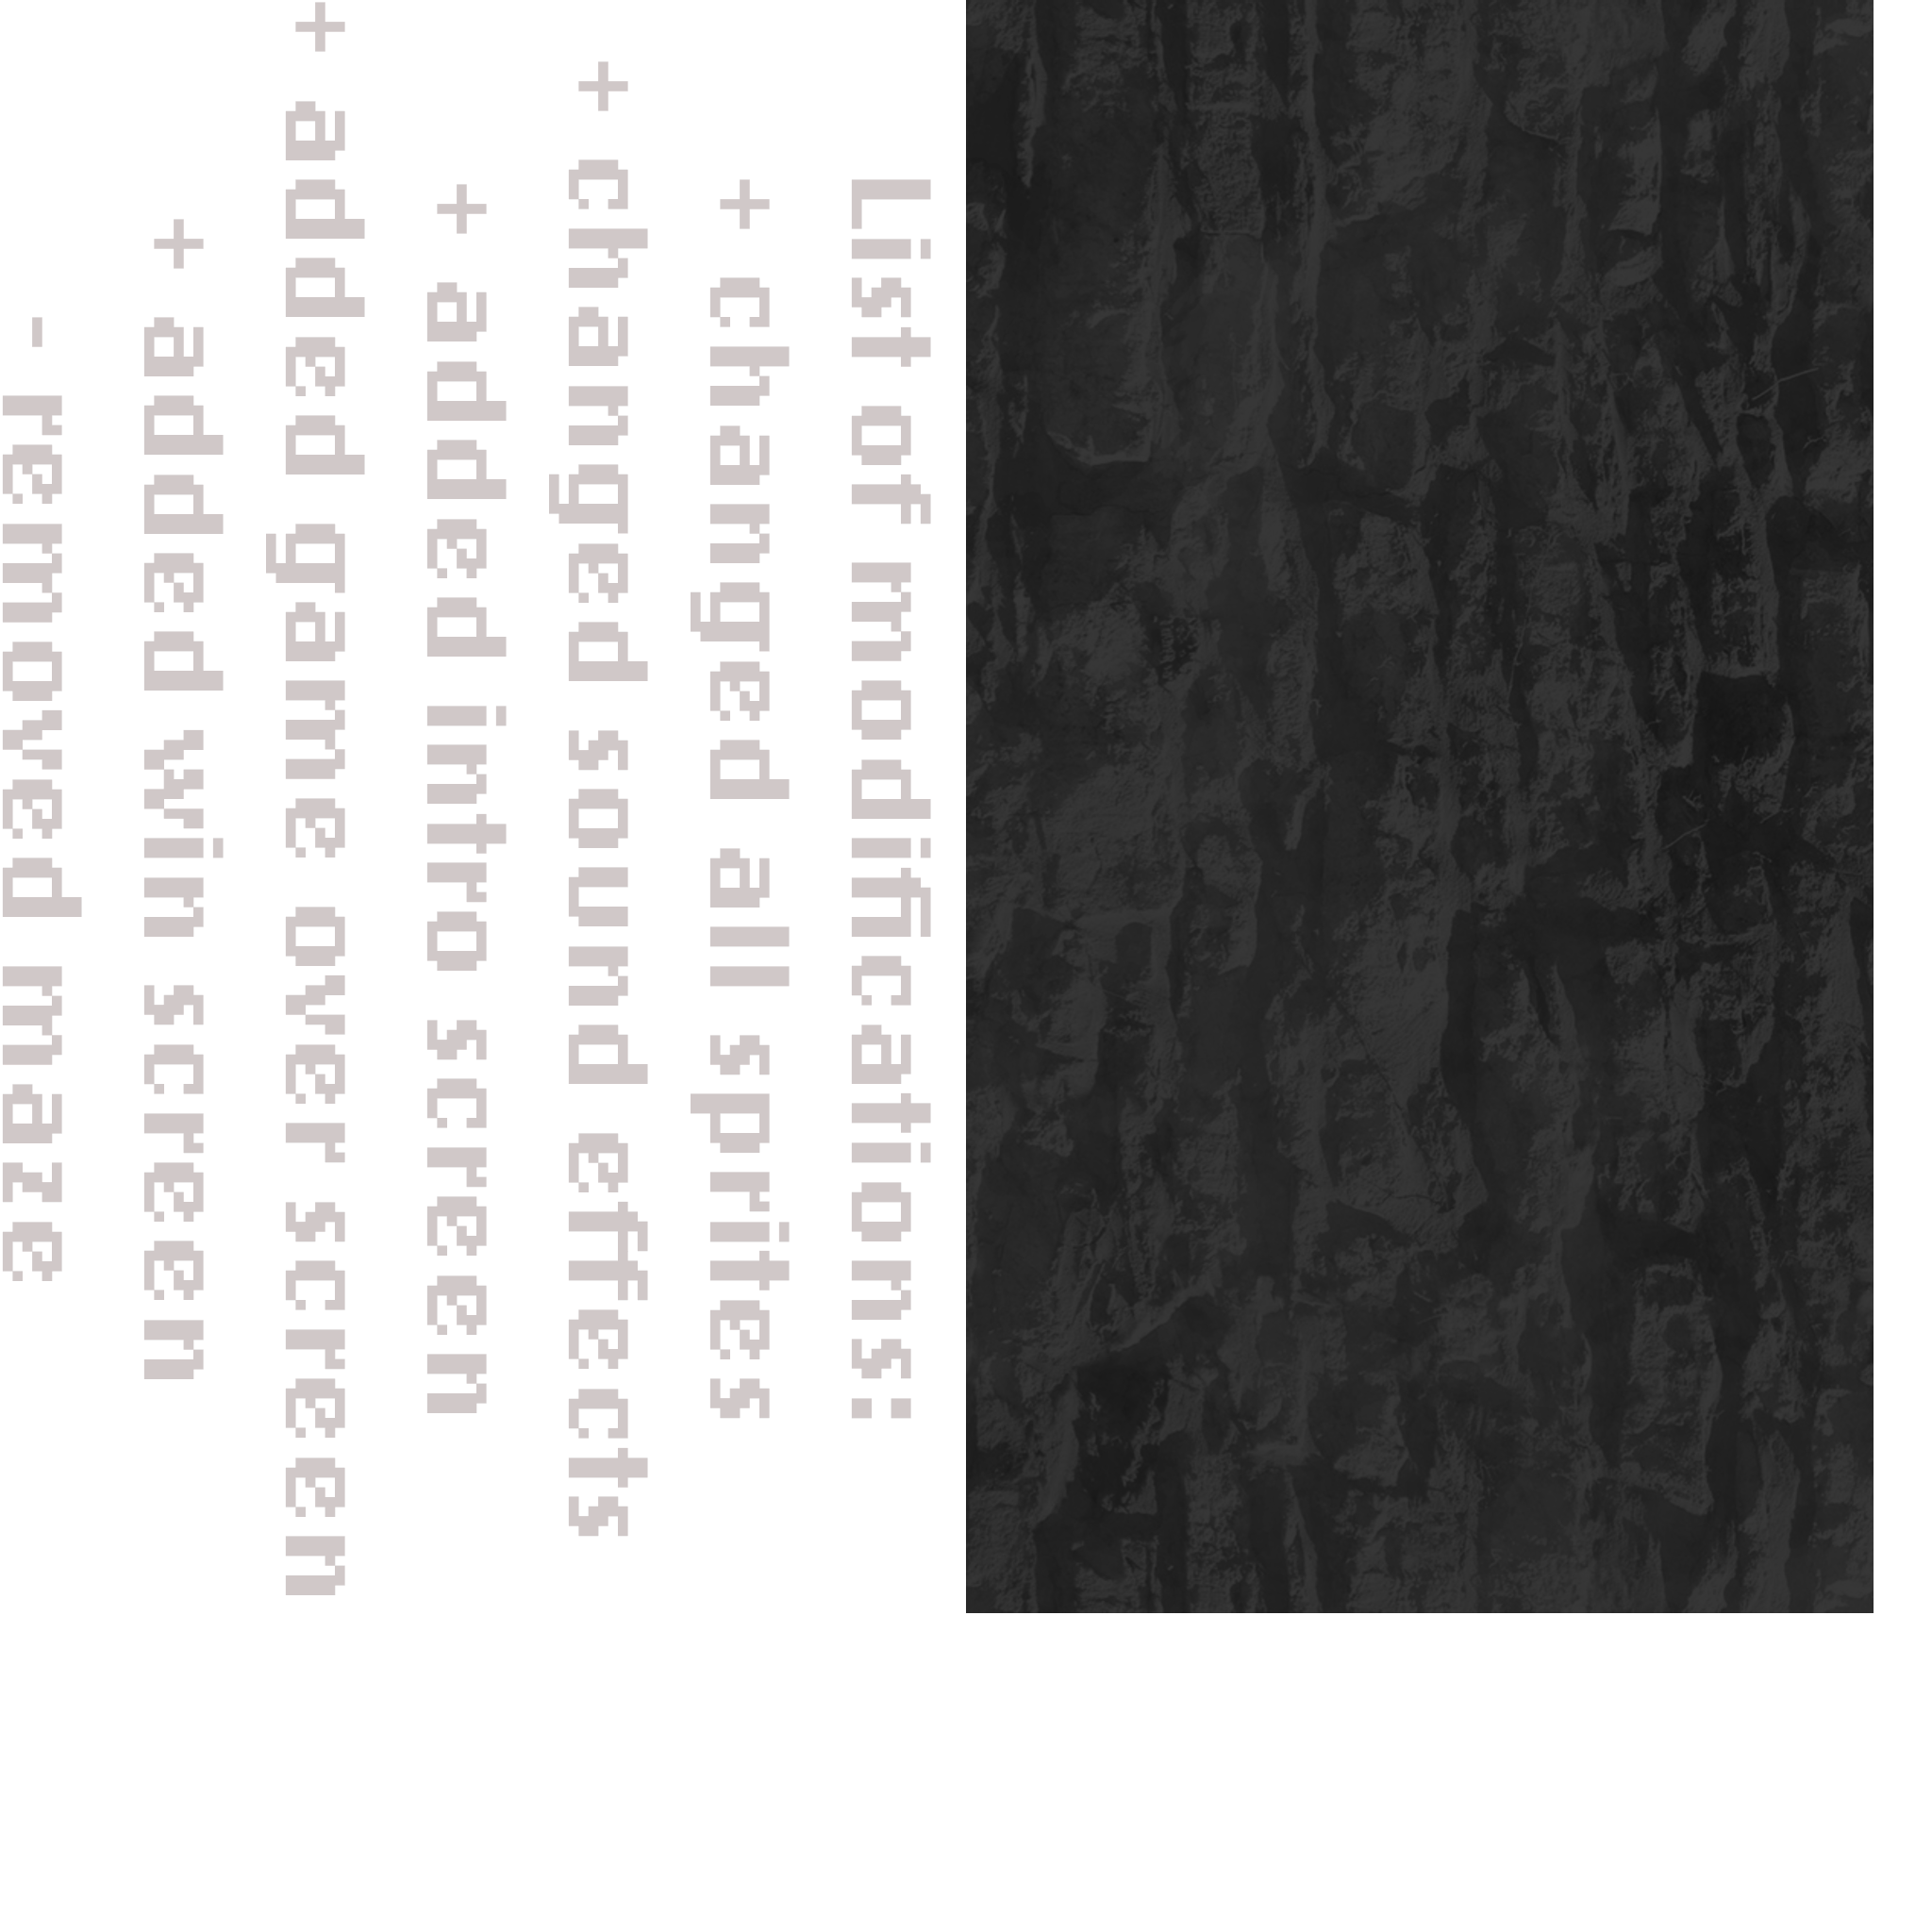 List of modifications:
+ changed all sprites
+ changed sound effects
+ added intro screen
+ added game over screen
+ added win screen
- removed maze